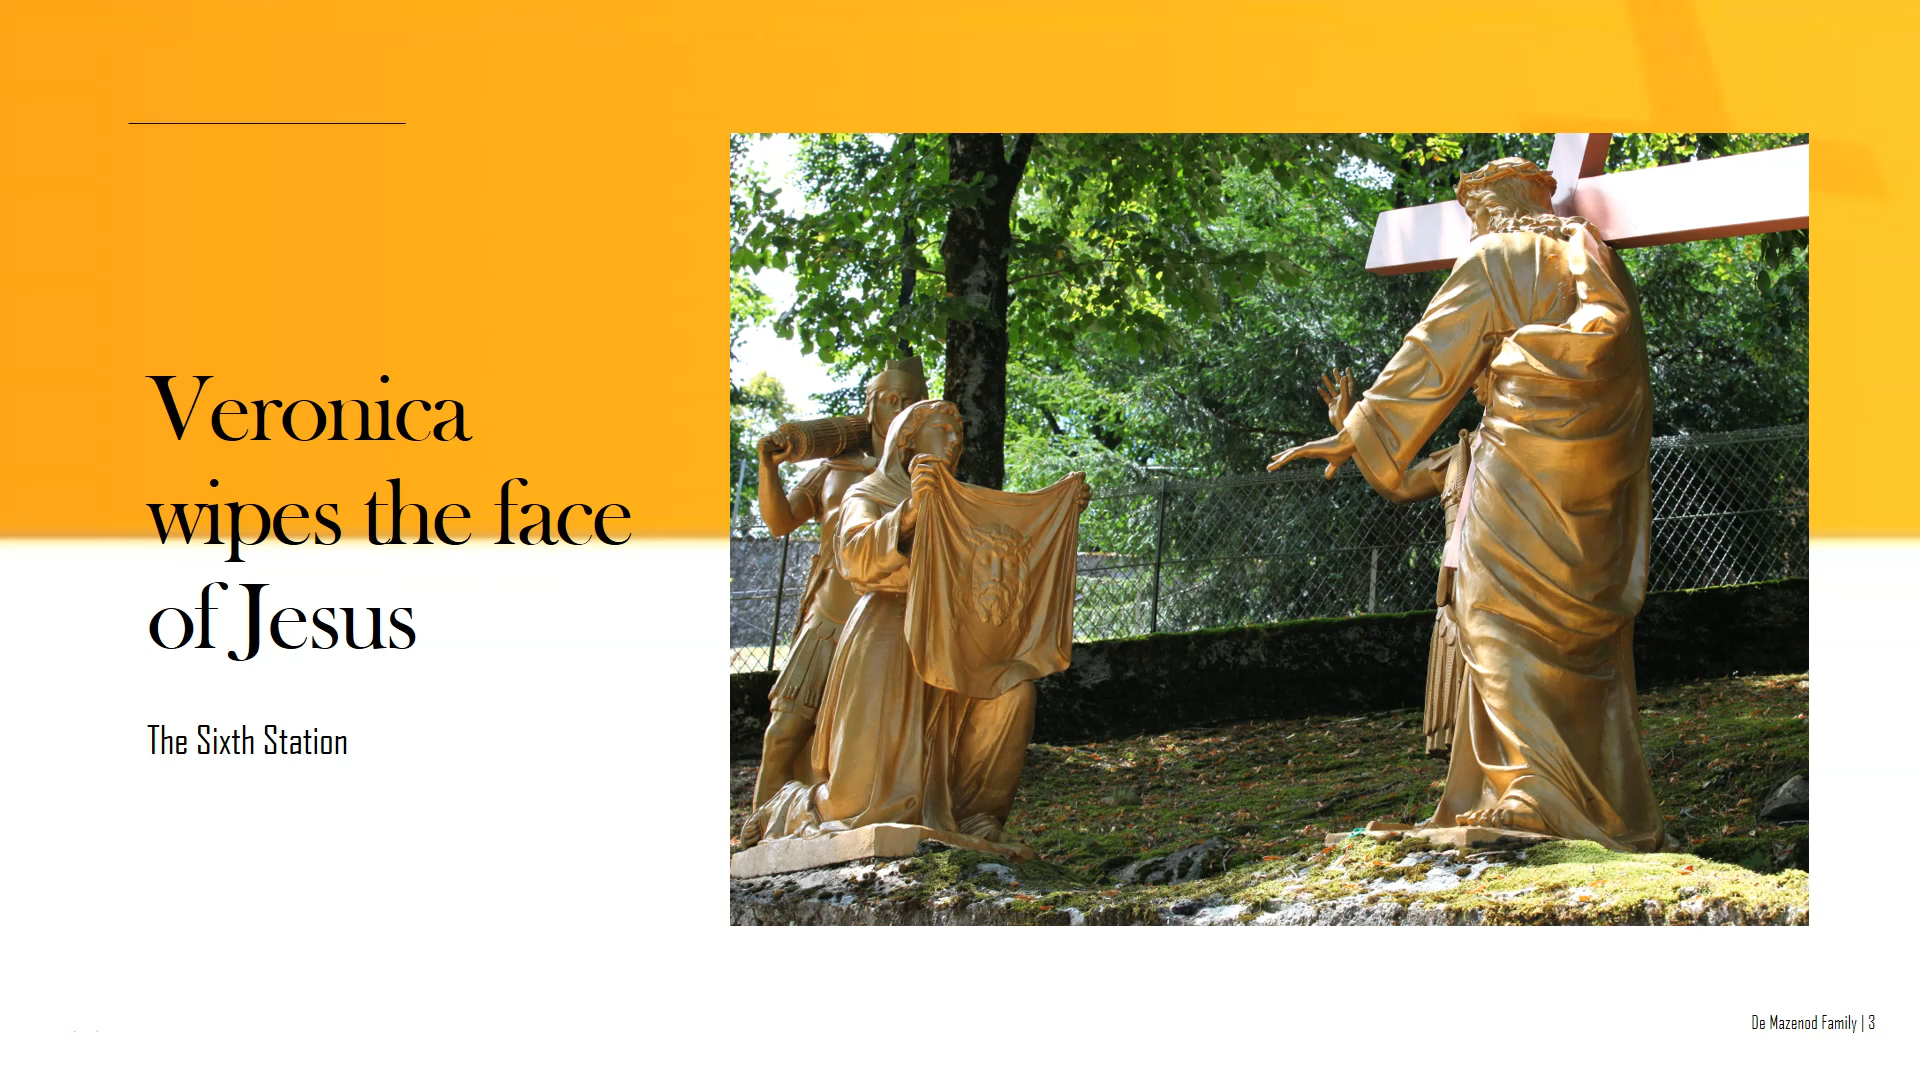 Veronica
wipes the face
of Jesus
The Sixth Station
De Mazenod Family | 3